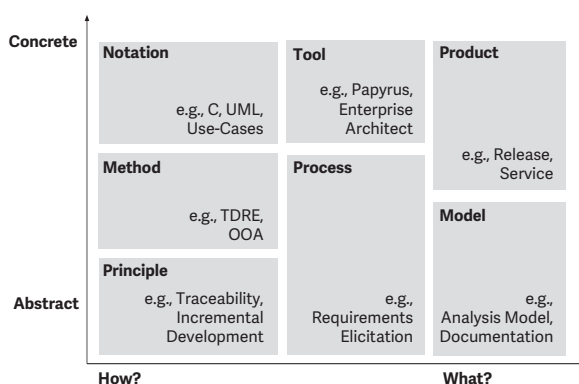 Concrete
Notation
e.g., C, UML,
Use-Cases
Tool
e.g., Papyrus,
Enterprise
Architect
Product
e.g., Release,
Service
Method
e.g., TDRE,
OOA
Process
e.g.,
Requirements
Elicitation
Model
e.g.,
Analysis Model,
Documentation
Principle
e.g., Traceability,
Incremental
Development
Abstract
How?
What?